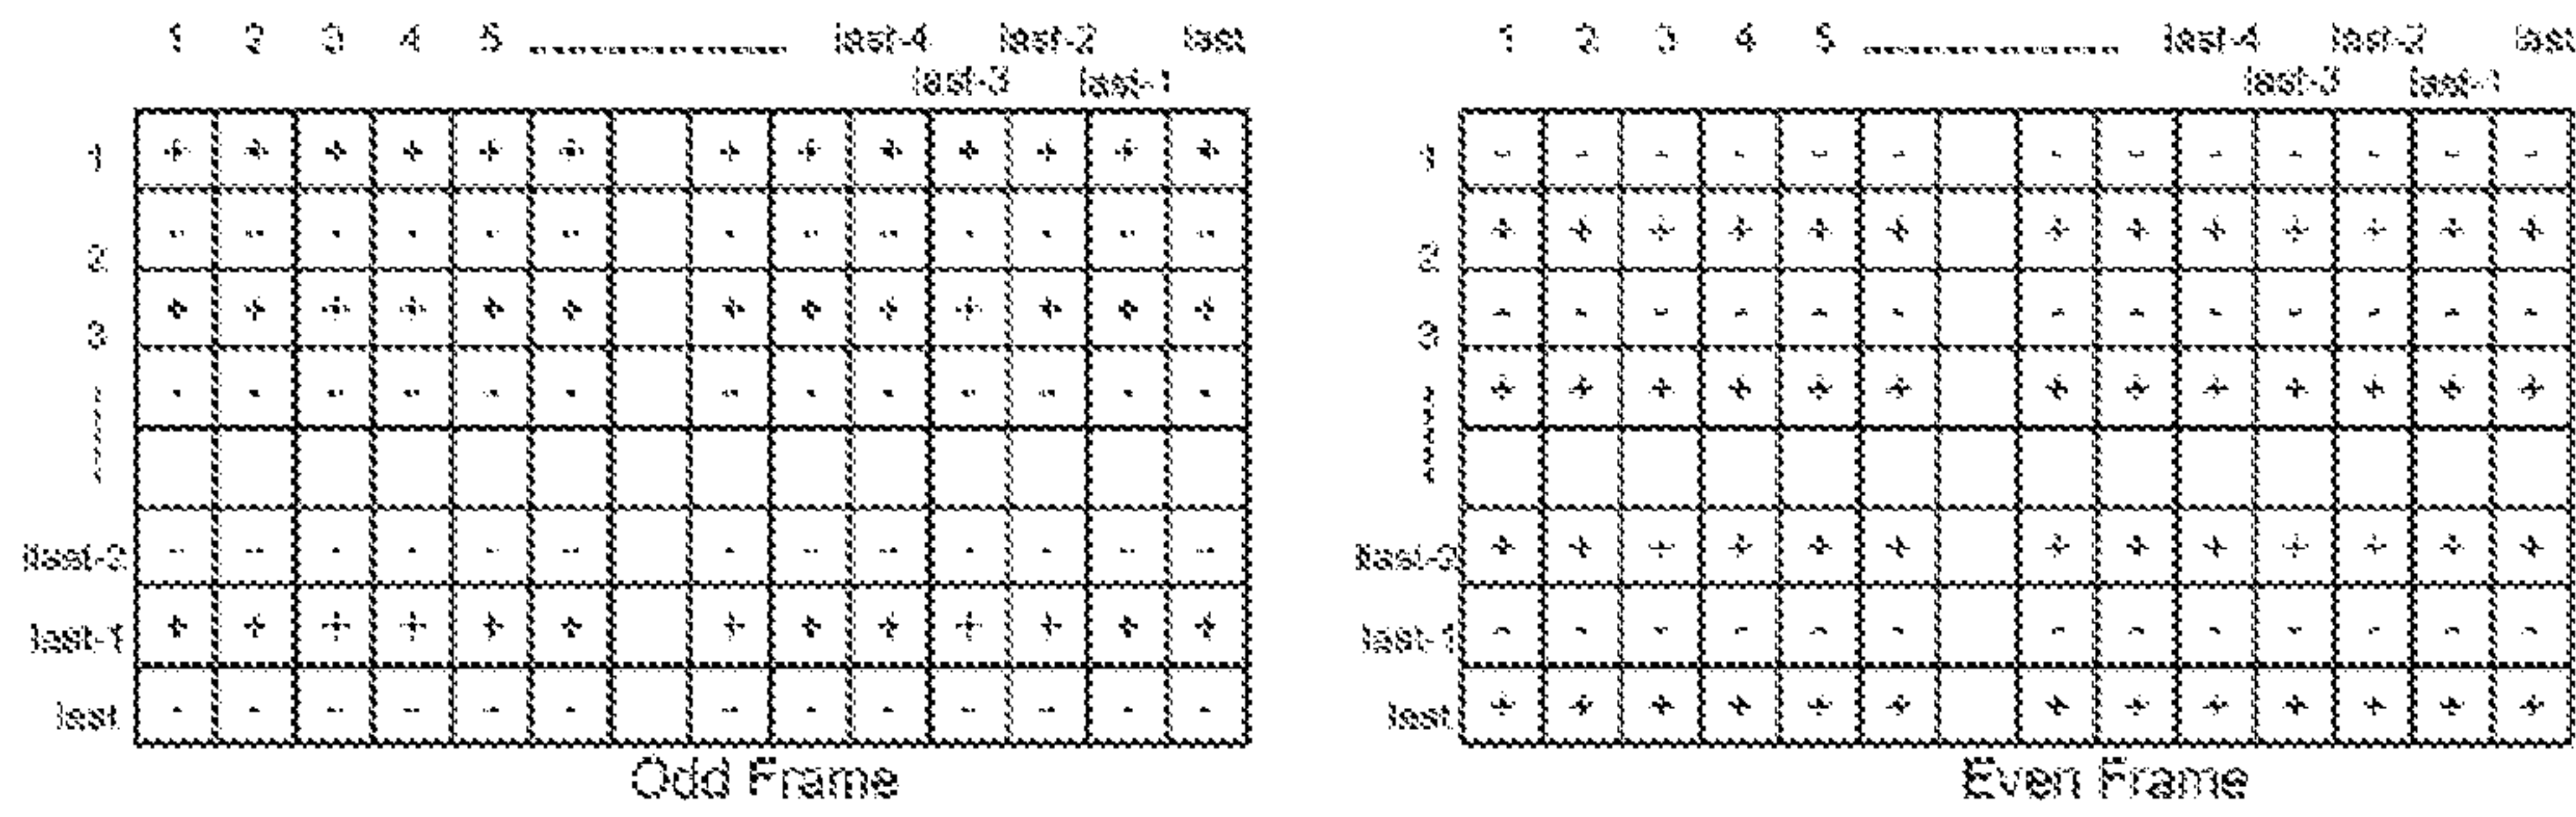 1 2 3 4 5 ................ last-4 last-2 last
last-3 last-1
1 + + + + + + + + + + + + +
2 - - - - - - - - - - - - -
3 + + + + + + + + + + + + +
- - - - - - - - - - - - -
last-2 - - - - - - - - - - - - -
last-1 + + + + + + + + + + + + +
last - - - - - - - - - - - - -
Odd Frame
1 2 3 4 5 ................ last-4 last-2 last
last-3 last-1
1 - - - - - - - - - - - - -
2 + + + + + + + + + + + + +
3 - - - - - - - - - - - - -
+ + + + + + + + + + + + +
last-2 + + + + + + + + + + + + +
last-1 - - - - - - - - - - - - -
last + + + + + + + + + + + + +
Even Frame